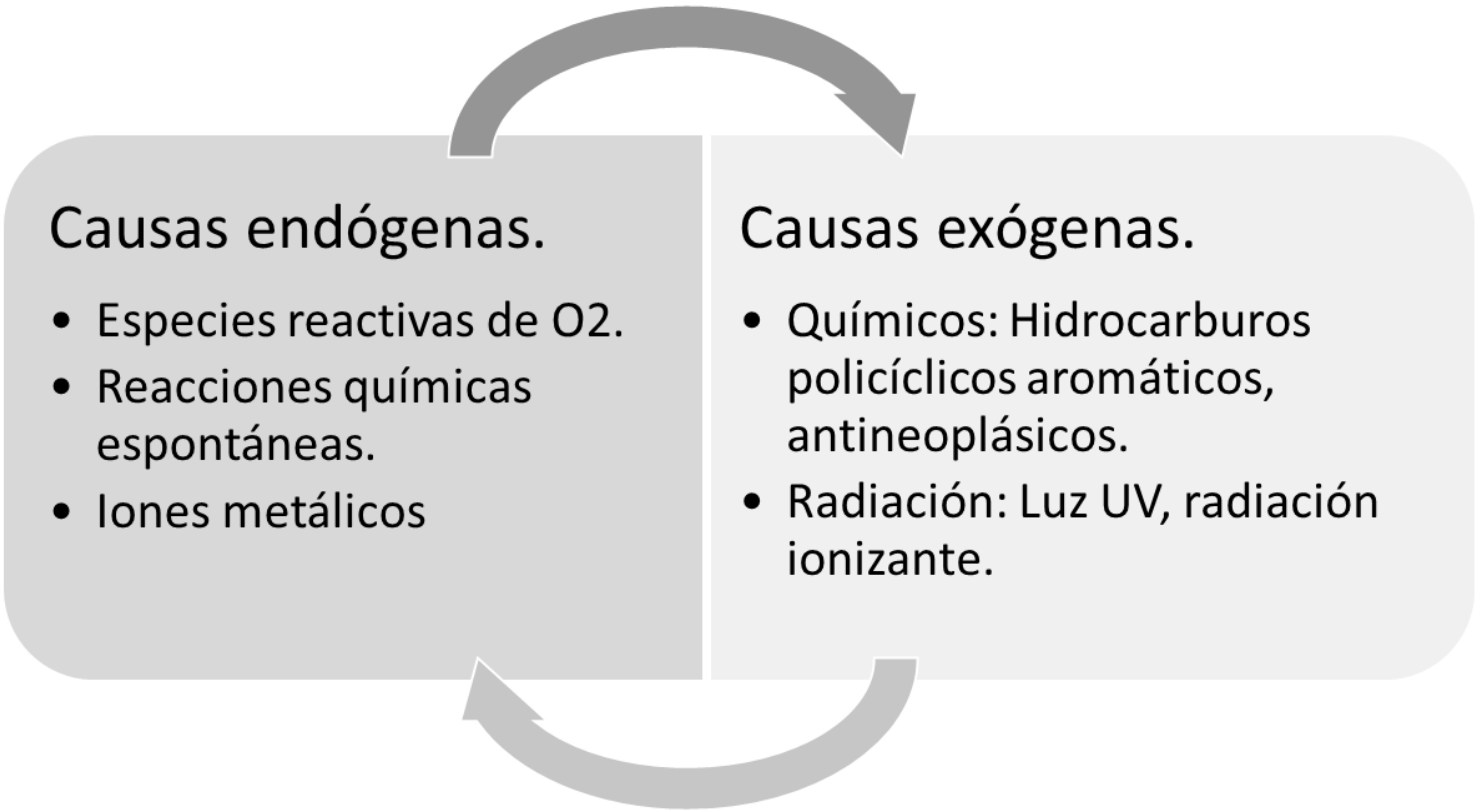 Causas endógenas.
• Especies reactivas de O2.
• Reacciones químicas
espontáneas.
• Iones metálicos
Causas exógenas.
• Químicos: Hidrocarburos
policíclicos aromáticos,
antineoplásicos.
• Radiación: Luz UV, radiación
ionizante.